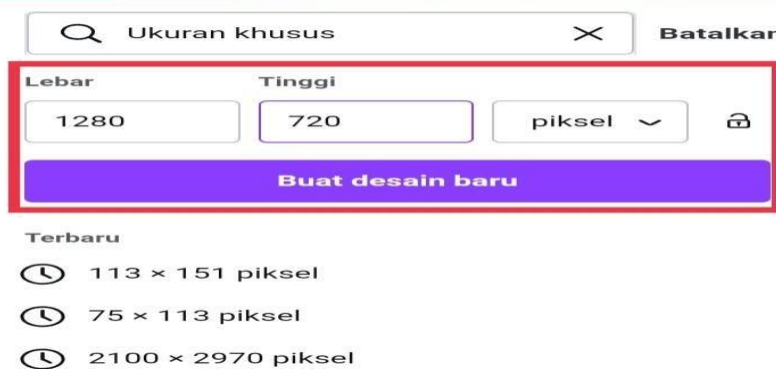 Ukuran khusus
Lebar Tinggi
1280 720 piksel
Buat desain baru
Terbaru
113 × 151 piksel
75 × 113 piksel
2100 × 2970 piksel